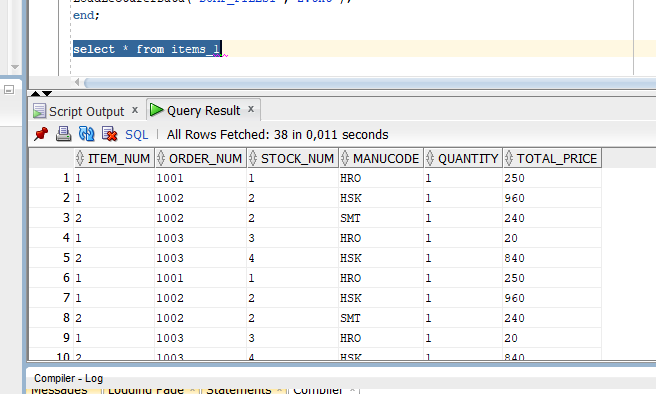 end;
select * from items_1
Script Output x Query Result x
SQL | All Rows Fetched: 38 in 0,011 seconds
ITEM_NUM ORDER_NUM STOCK_NUM MANUCODE QUANTITY TOTAL_PRICE
1 1 1001 1 HRO 1 250
2 1 1002 2 HSK 1 960
3 2 1002 2 SMT 1 240
4 1 1003 3 HRO 1 20
5 2 1003 4 HSK 1 840
6 1 1001 1 HRO 1 250
7 1 1002 2 HSK 1 960
8 2 1002 2 SMT 1 240
9 1 1003 3 HRO 1 20
10 2 1003 4 HSK 1 840
Compiler - Log
Messages Logging Page x Statements x Compiler x